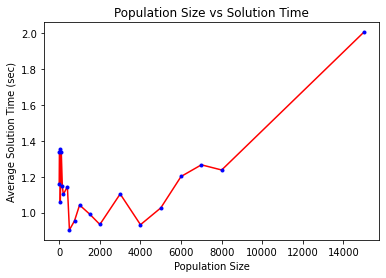 Population Size vs Solution Time
Average Solution Time (sec)
2.0
1.8
1.6
1.4
1.2
1.0
0 2000 4000 6000 8000 10000 12000 14000
Population Size